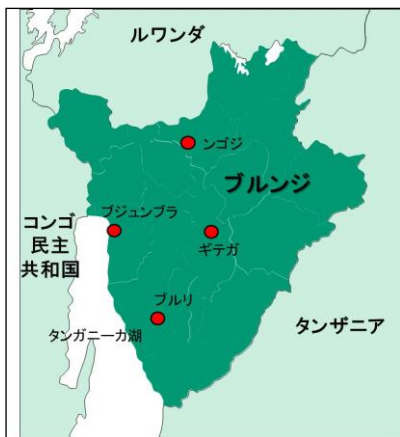 ルワンダ
ンゴジ
ブルンジ
コンゴ
民主
共和国
ブジュンブラ
ギテガ
ブルリ
タンガニーカ湖
タンザニア